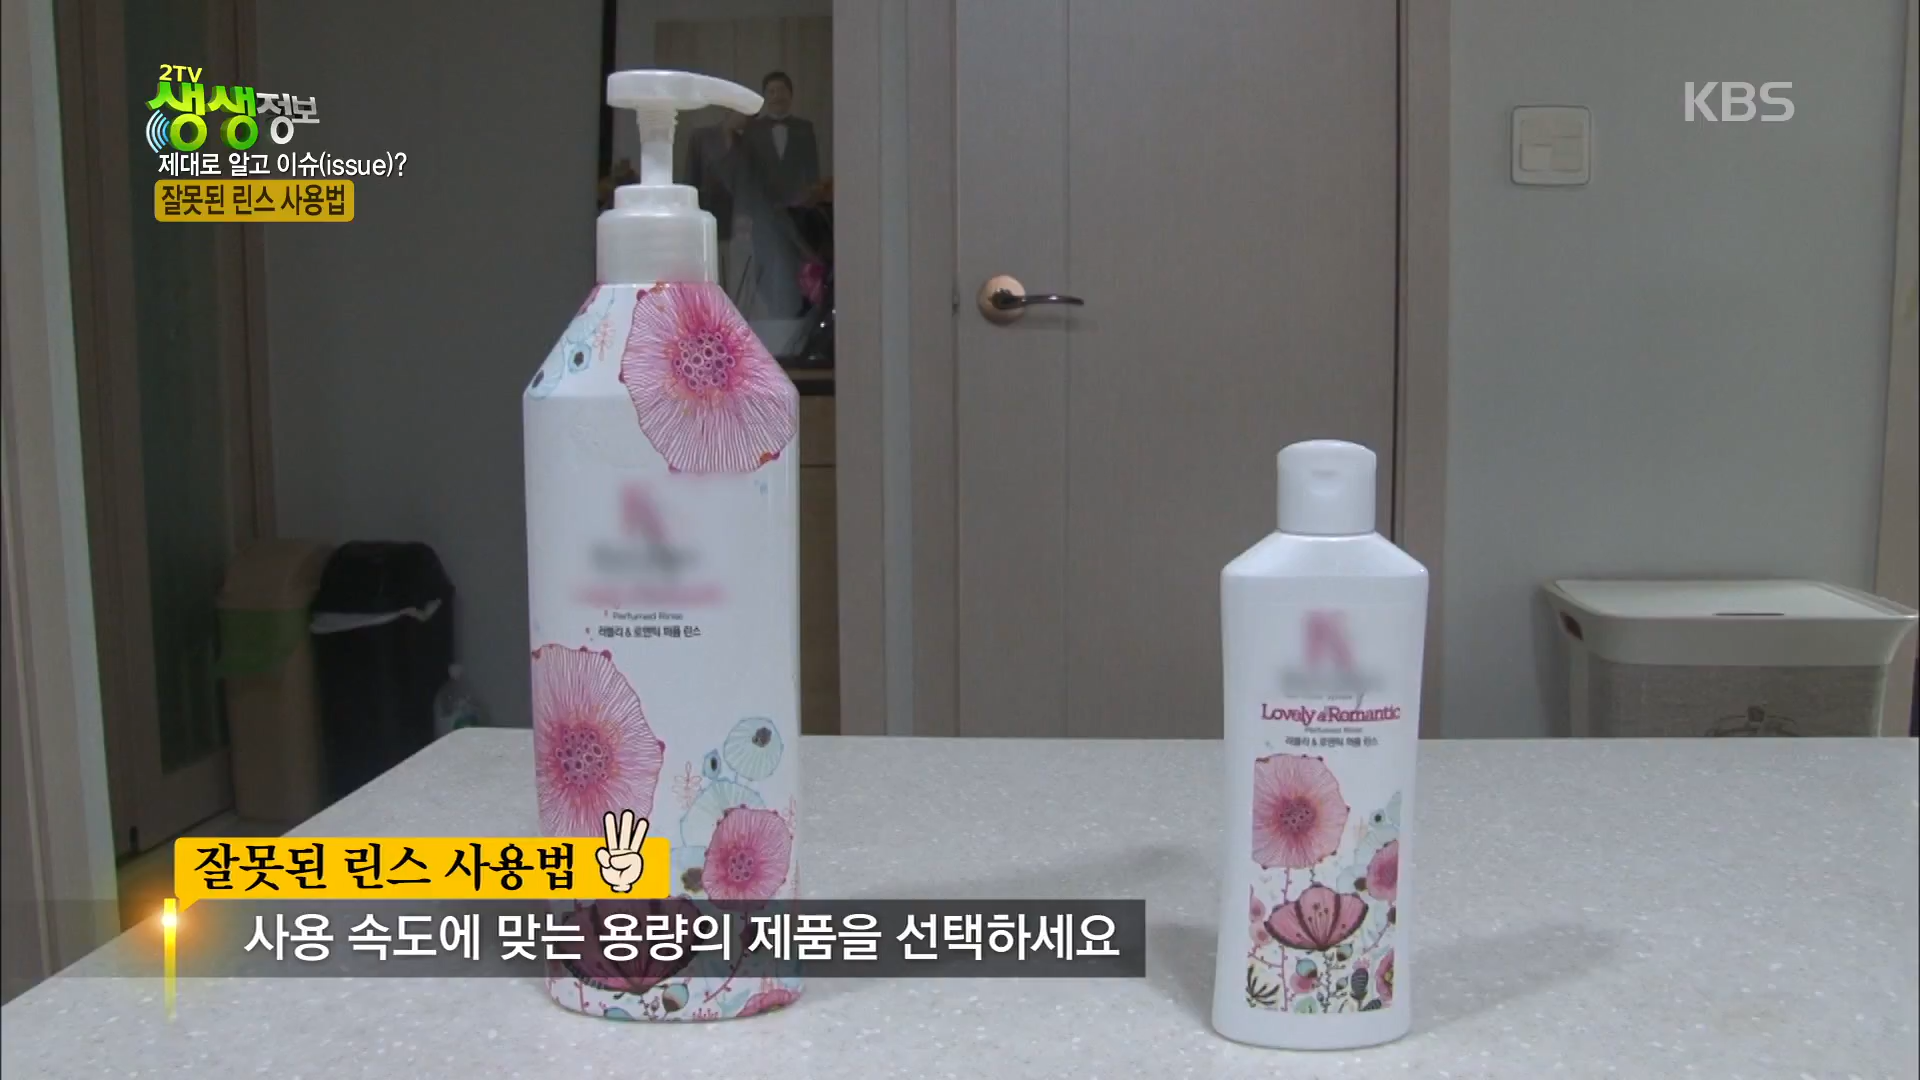 2TV
생생정보
제대로 알고 이슈(issue)?
잘못된 린스 사용법
KBS
Perfumed Rinse
러블리 & 로맨틱 퍼퓸 린스
Lovely & Romantic
Perfumed Rinse
러블리 & 로맨틱 퍼퓸 린스
잘못된 린스 사용법
사용 속도에 맞는 용량의 제품을 선택하세요